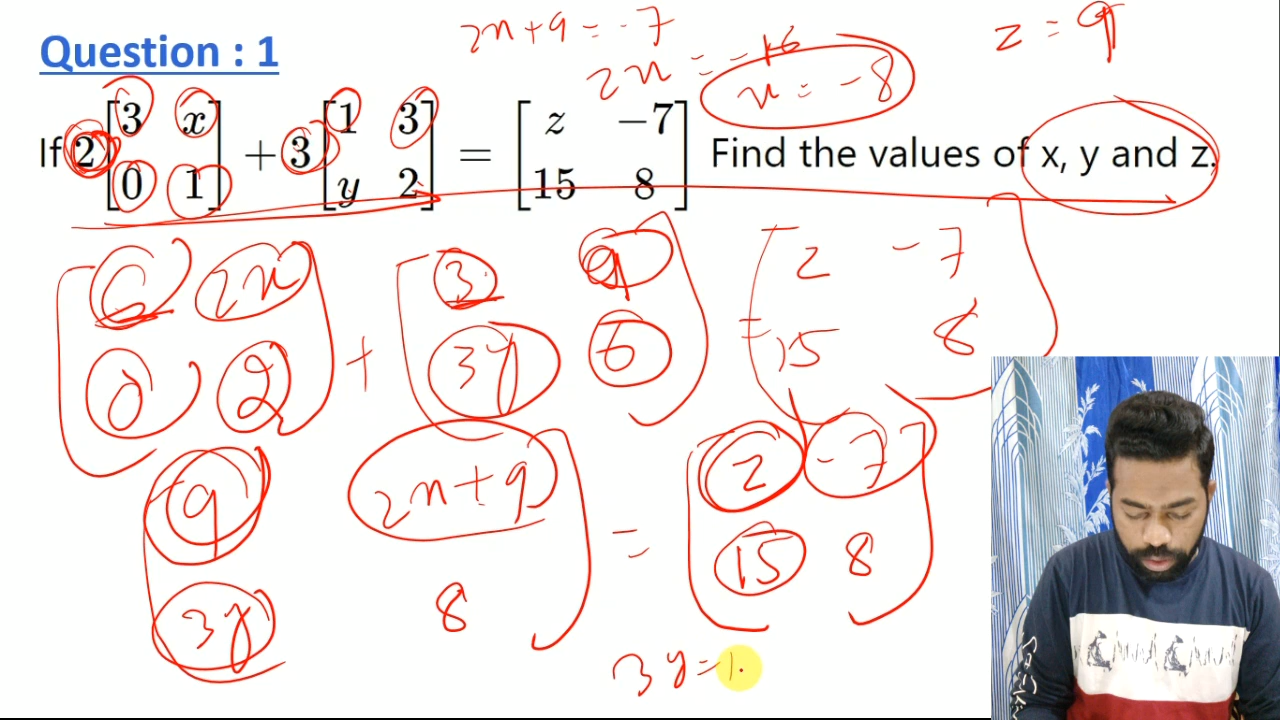 Question : 1
2x+9=-7
2x = -16
x = -8
z = 9
If 2[3 x] + 3[1 3] = [z -7] Find the values of x, y and z.
[0 1] [y 2] [15 8]
[6 2x] + [3 9] = [z -7]
[0 2] [3y 6] [15 8]
[9 2x+9] = [z -7]
[3y 8] [15 8]
3y=1